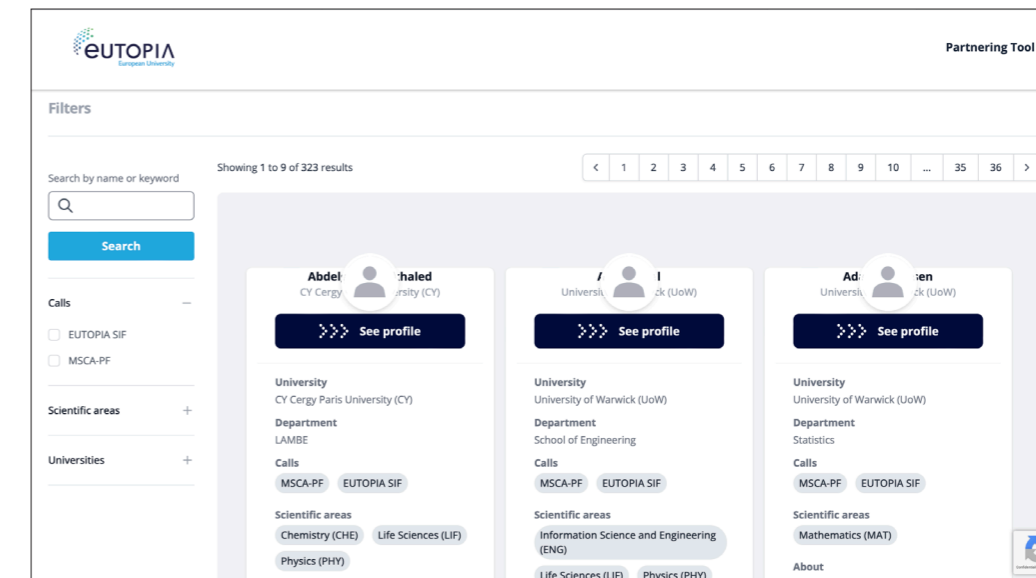 eUTOPIA
European University
Partnering Tool
Filters
Showing 1 to 9 of 323 results
< 1 2 3 4 5 6 7 8 9 10 ... 35 36 >
Search by name or keyword
Search
Calls
EUTOPIA SIF
MSCA-PF
Scientific areas
Universities
CY Cergy
(CY)
See profile
University
CY Cergy Paris University (CY)
Department
LAMBE
Calls
MSCA-PF EUTOPIA SIF
Scientific areas
Chemistry (CHE) Life Sciences (LIF)
Physics (PHY)
(UoW)
See profile
University
University of Warwick (UoW)
Department
School of Engineering
Calls
MSCA-PF EUTOPIA SIF
Scientific areas
Information Science and Engineering
(ENG)
Life Sciences (LIF) Physics (PHY)
(UoW)
See profile
University
University of Warwick (UoW)
Department
Statistics
Calls
MSCA-PF EUTOPIA SIF
Scientific areas
Mathematics (MAT)
About